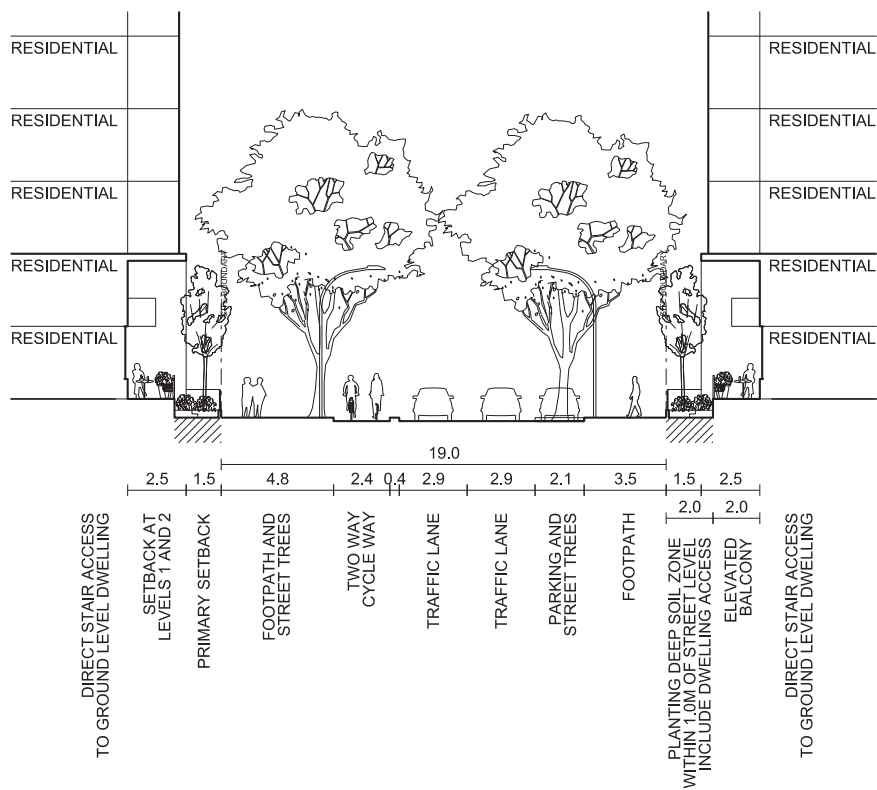 RESIDENTIAL
RESIDENTIAL
RESIDENTIAL
RESIDENTIAL
RESIDENTIAL
RESIDENTIAL
RESIDENTIAL
RESIDENTIAL
RESIDENTIAL
RESIDENTIAL
BOUNDARY
19.0
2.5 1.5 4.8 2.4 0.4 2.9 2.9 2.1 3.5 1.5 2.5
2.0 2.0
DIRECT STAIR ACCESS
TO GROUND LEVEL DWELLING
SETBACK AT
LEVELS 1 AND 2
PRIMARY SETBACK
FOOTPATH AND
STREET TREES
TWO WAY
CYCLE WAY
TRAFFIC LANE
TRAFFIC LANE
PARKING AND
STREET TREES
FOOTPATH
PLANTING DEEP SOIL ZONE
WITHIN 1.0M OF STREET LEVEL
INCLUDE DWELLING ACCESS
ELEVATED
BALCONY
DIRECT STAIR ACCESS
TO GROUND LEVEL DWELLING